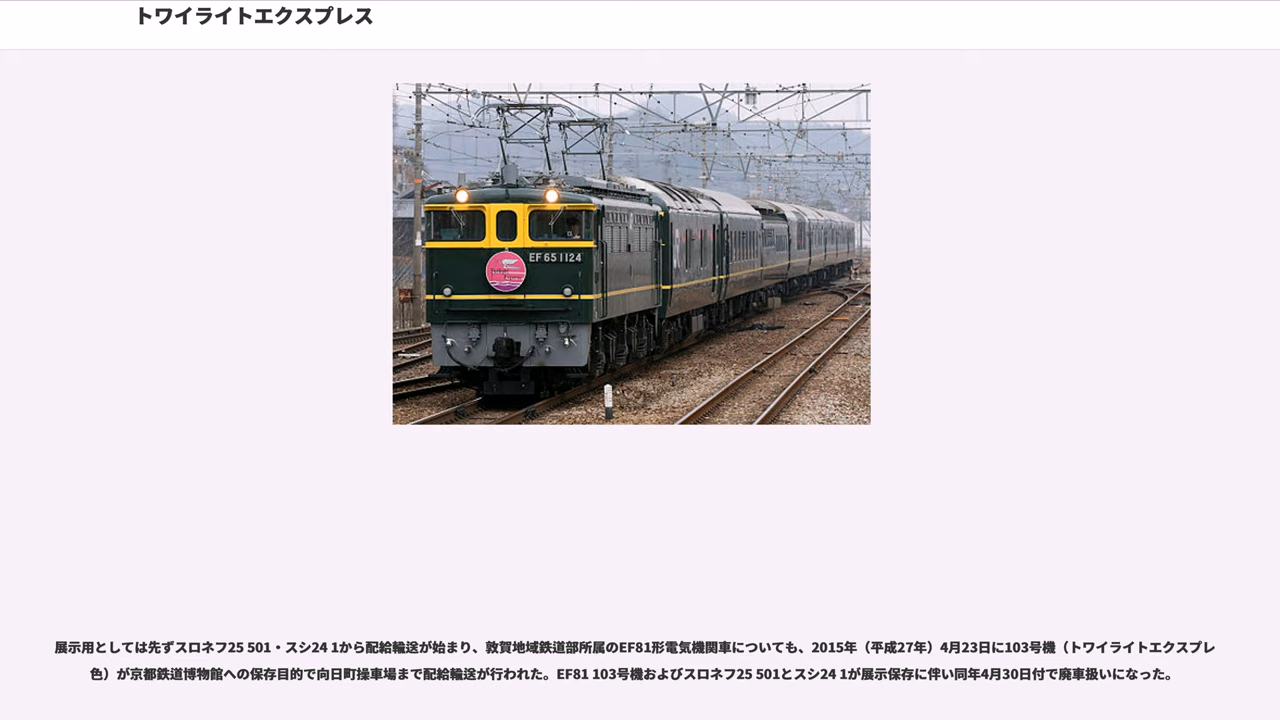 トワイライトエクスプレス
EF65 1124
展示用としては先ずスロネフ25 501・スシ24 1から配給輸送が始まり、敦賀地域鉄道部所属のEF81形電気機関車についても、2015年（平成27年）4月23日に103号機（トワイライトエクスプレ
色）が京都鉄道博物館への保存目的で向日町操車場まで配給輸送が行われた。EF81 103号機およびスロネフ25 501とスシ24 1が展示保存に伴い同年4月30日付で廃車扱いになった。